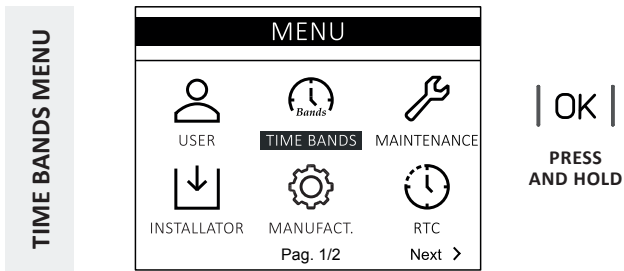 TIME BANDS MENU
MENU
Bands
USER TIME BANDS MAINTENANCE
INSTALLATOR MANUFACT. RTC
Pag. 1/2 Next >
| OK |
PRESS
AND HOLD